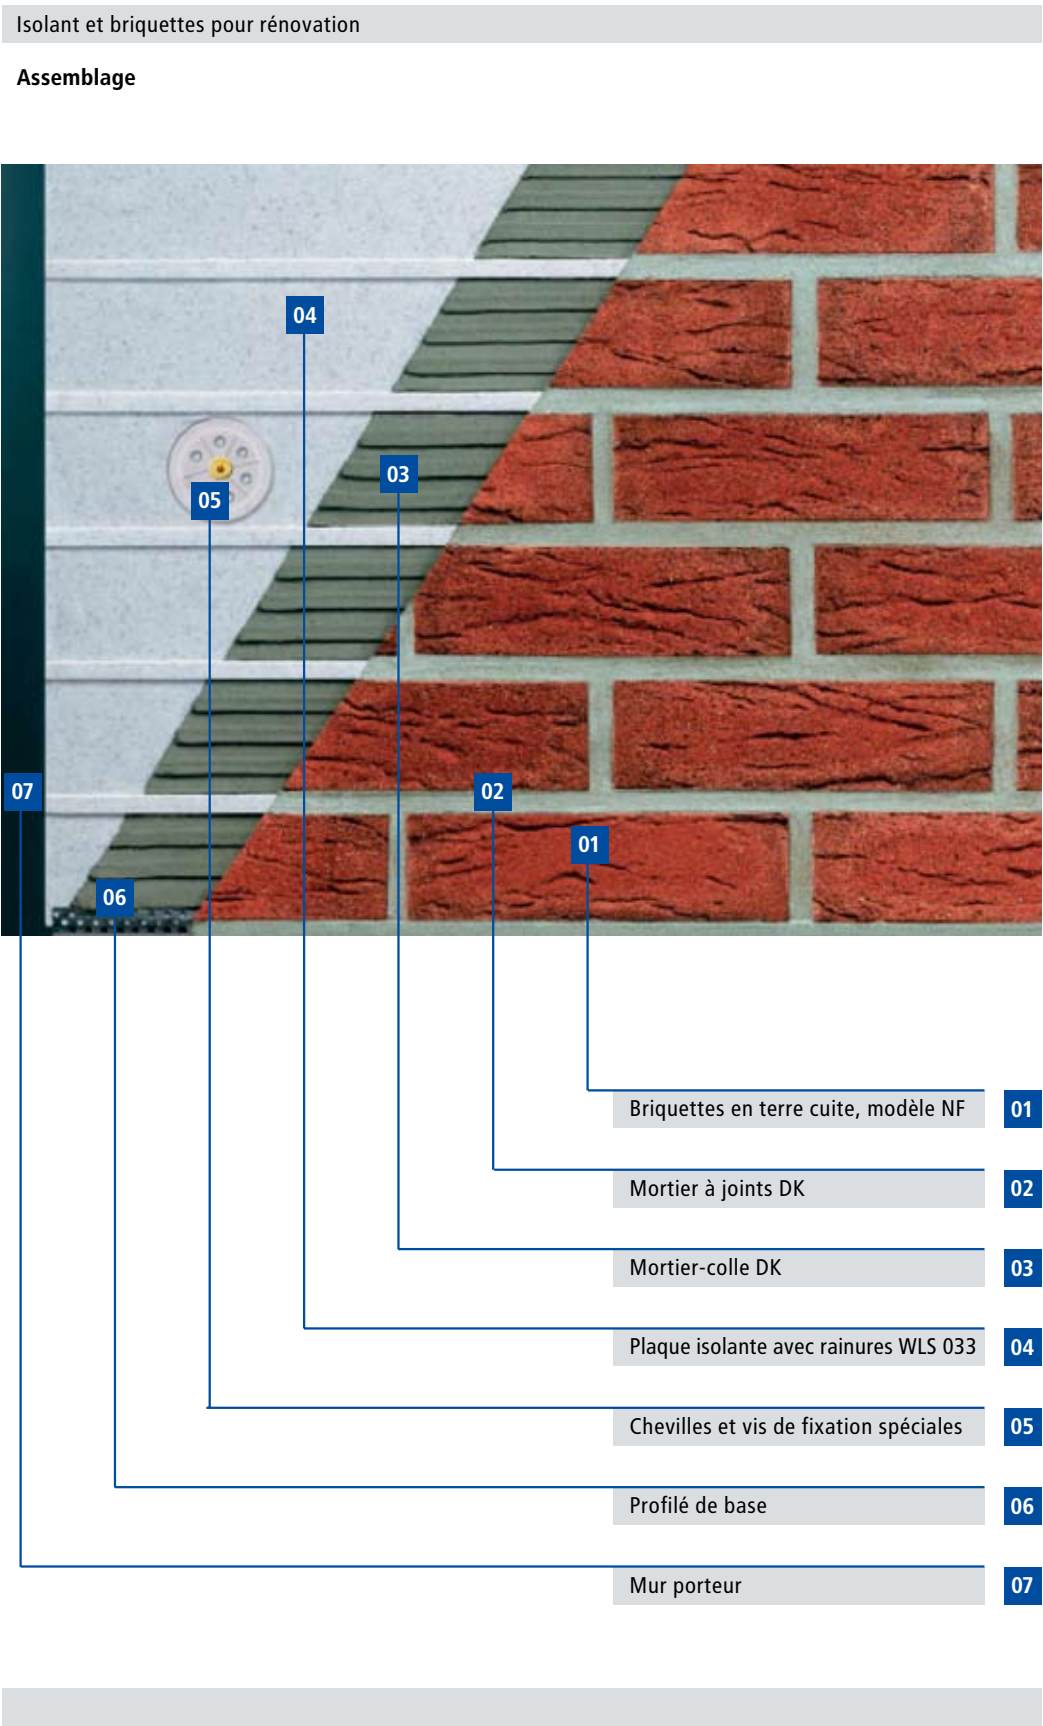 Isolant et briquettes pour rénovation
Assemblage
04
03
05
07
02
01
06
Briquettes en terre cuite, modèle NF 01
Mortier à joints DK 02
Mortier-colle DK 03
Plaque isolante avec rainures WLS 033 04
Chevilles et vis de fixation spéciales 05
Profilé de base 06
Mur porteur 07